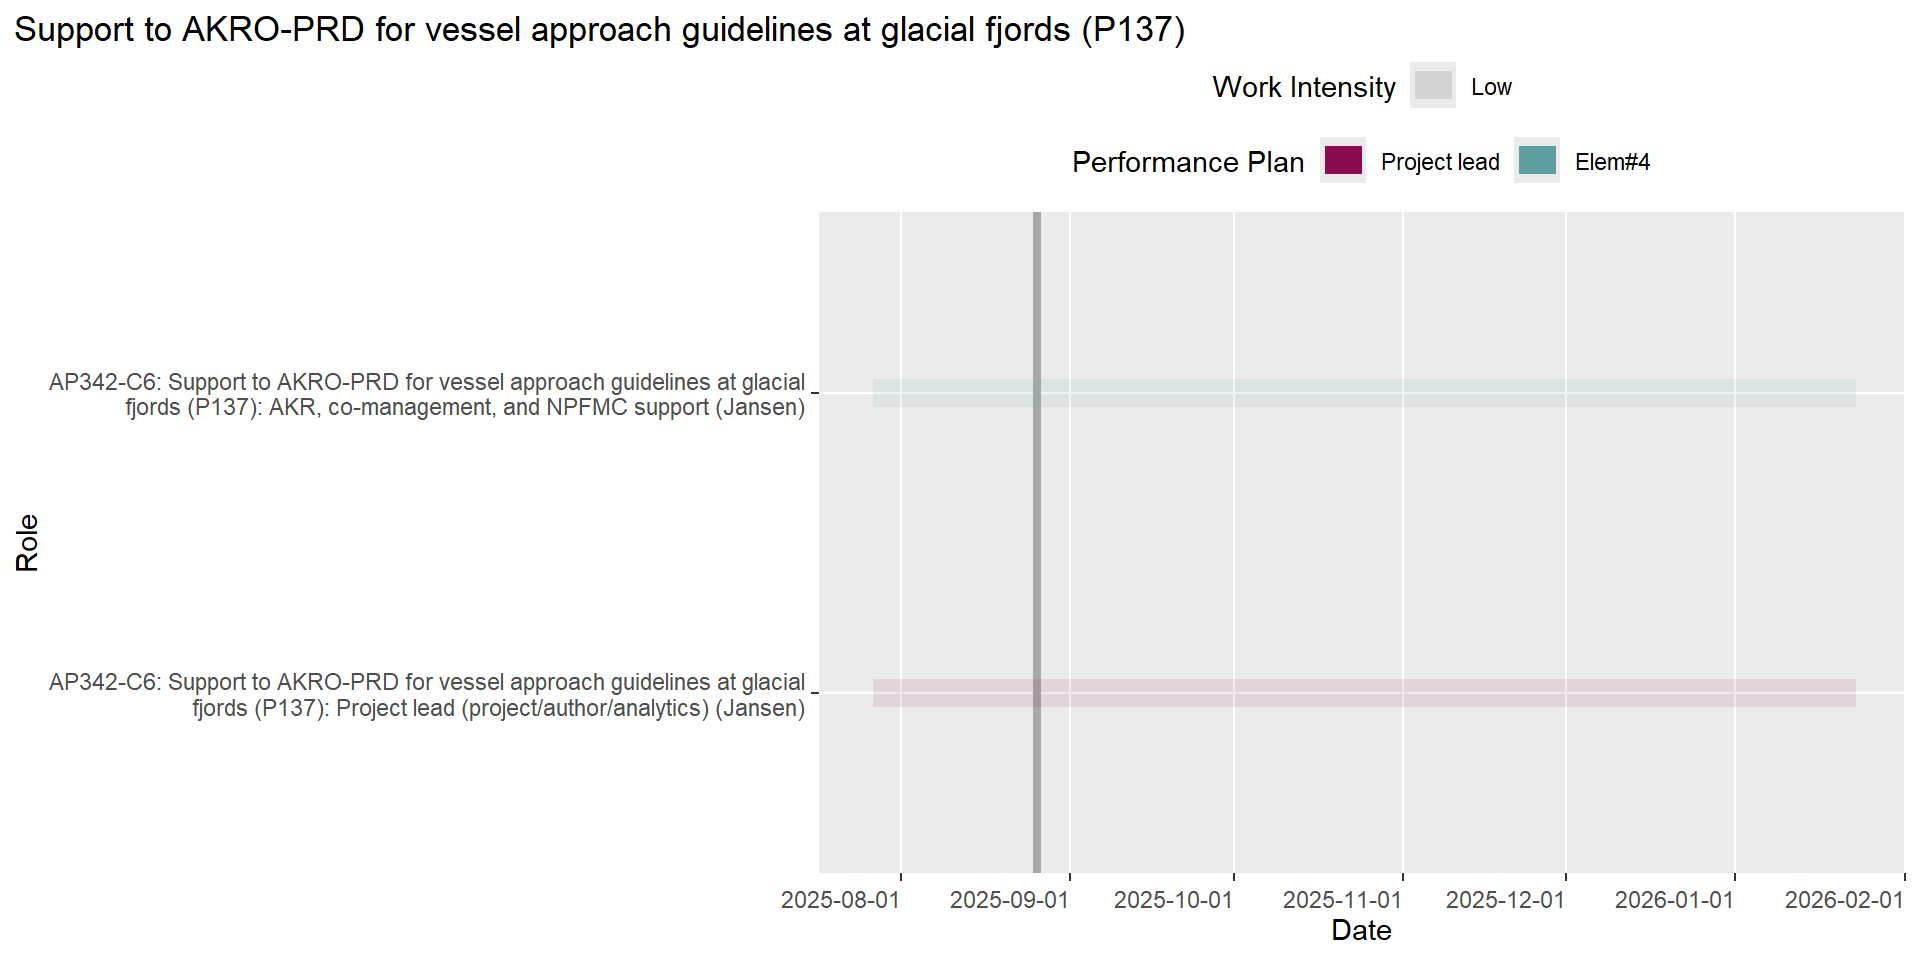 Support to AKRO-PRD for vessel approach guidelines at glacial fjords (P137)
Work Intensity Low
Performance Plan Project lead Elem#4
AP342-C6: Support to AKRO-PRD for vessel approach guidelines at glacial
fjords (P137): AKR, co-management, and NPFMC support (Jansen)
Role
AP342-C6: Support to AKRO-PRD for vessel approach guidelines at glacial
fjords (P137): Project lead (project/author/analytics) (Jansen)
2025-08-01 2025-09-01 2025-10-01 2025-11-01 2025-12-01 2026-01-01 2026-02-01
Date